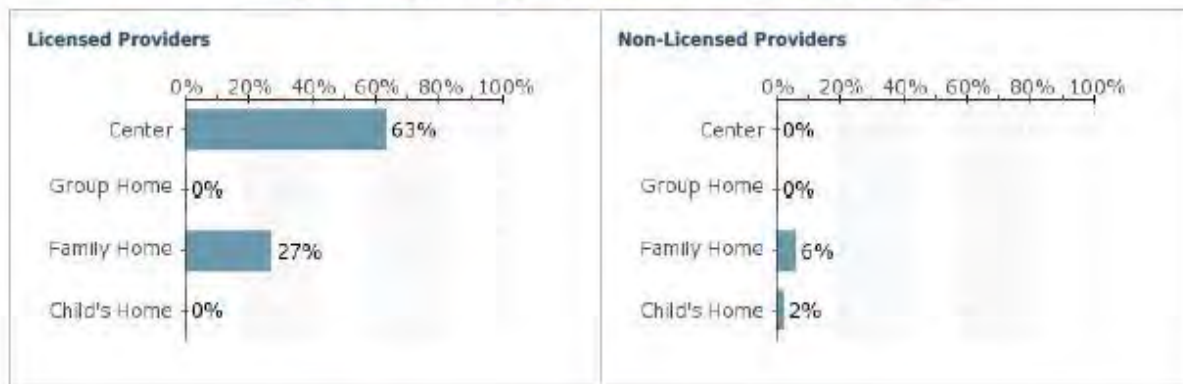 Licensed Providers
0% 20% 40% 60% 80% 100%
Center 63%
Group Home 0%
Family Home 27%
Child's Home 0%
Non-Licensed Providers
0% 20% 40% 60% 80% 100%
Center 0%
Group Home 0%
Family Home 6%
Child's Home 2%